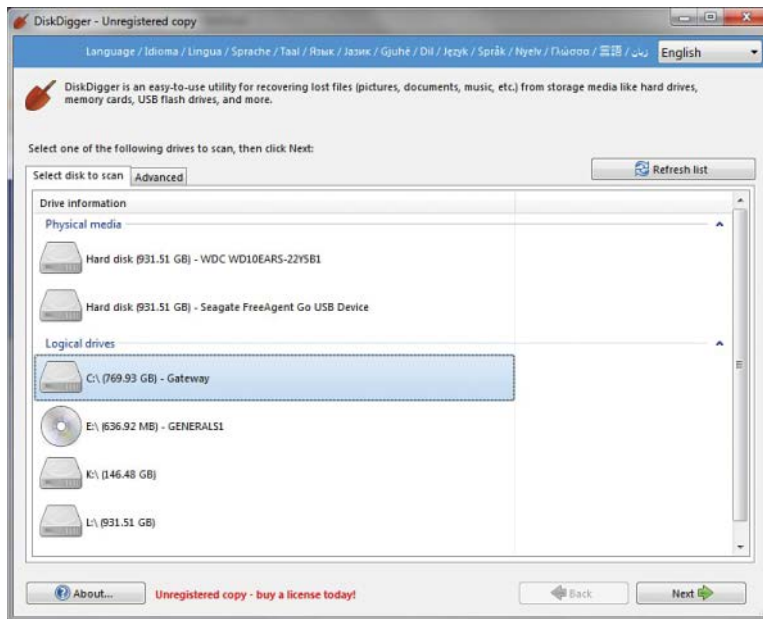 DiskDigger - Unregistered copy
Language / Idioma / Lingua / Sprache / Taal / Язык / Јазик / Gjuhë / Dil / Język / Språk / Nyelv / Γλώσσα / 言語 / زبان English
DiskDigger is an easy-to-use utility for recovering lost files (pictures, documents, music, etc.) from storage media like hard drives,
memory cards, USB flash drives, and more.
Select one of the following drives to scan, then click Next:
Refresh list
Select disk to scan Advanced
Drive information
Physical media
Hard disk (931.51 GB) - WDC WD10EARS-22Y5B1
Hard disk (931.51 GB) - Seagate FreeAgent Go USB Device
Logical drives
C:\ (769.93 GB) - Gateway
E:\ (636.92 MB) - GENERALS1
K:\ (146.48 GB)
L:\ (931.51 GB)
About... Unregistered copy - buy a license today! Back Next